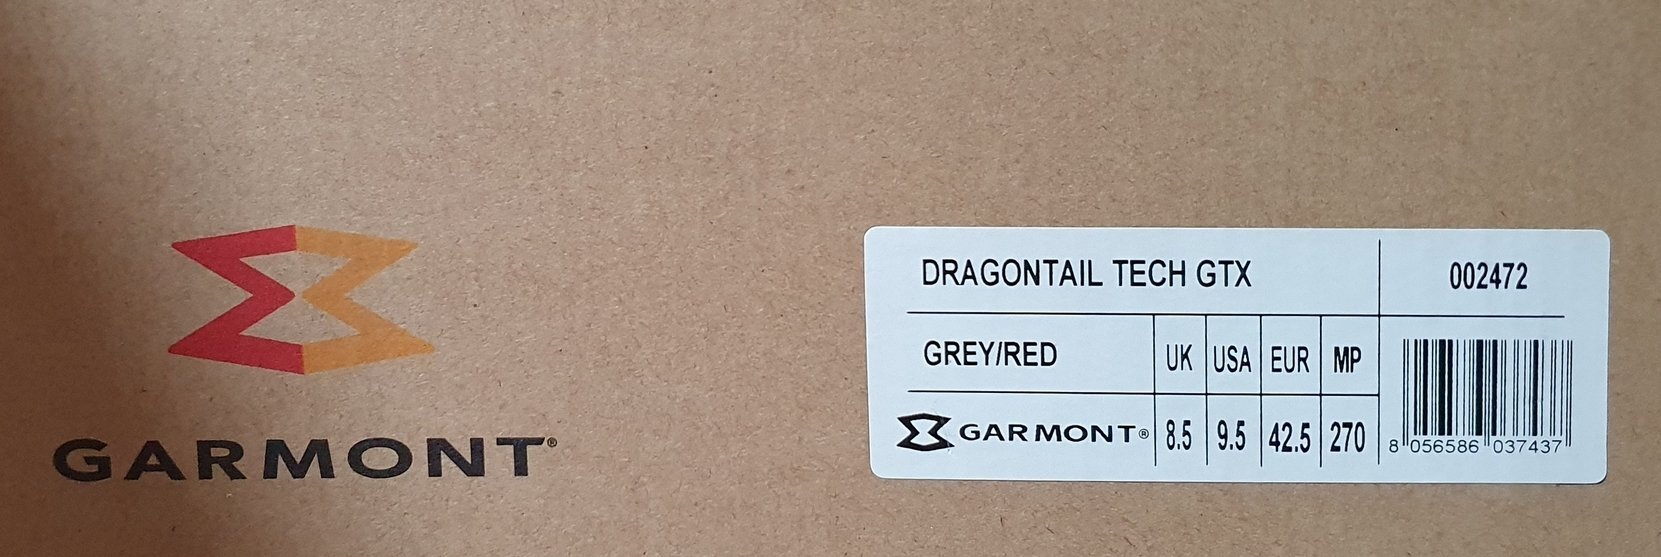 GARMONT®
DRAGONTAIL TECH GTX 002472
GREY/RED UK USA EUR MP
GARMONT® 8.5 9.5 42.5 270
8 056586 037437